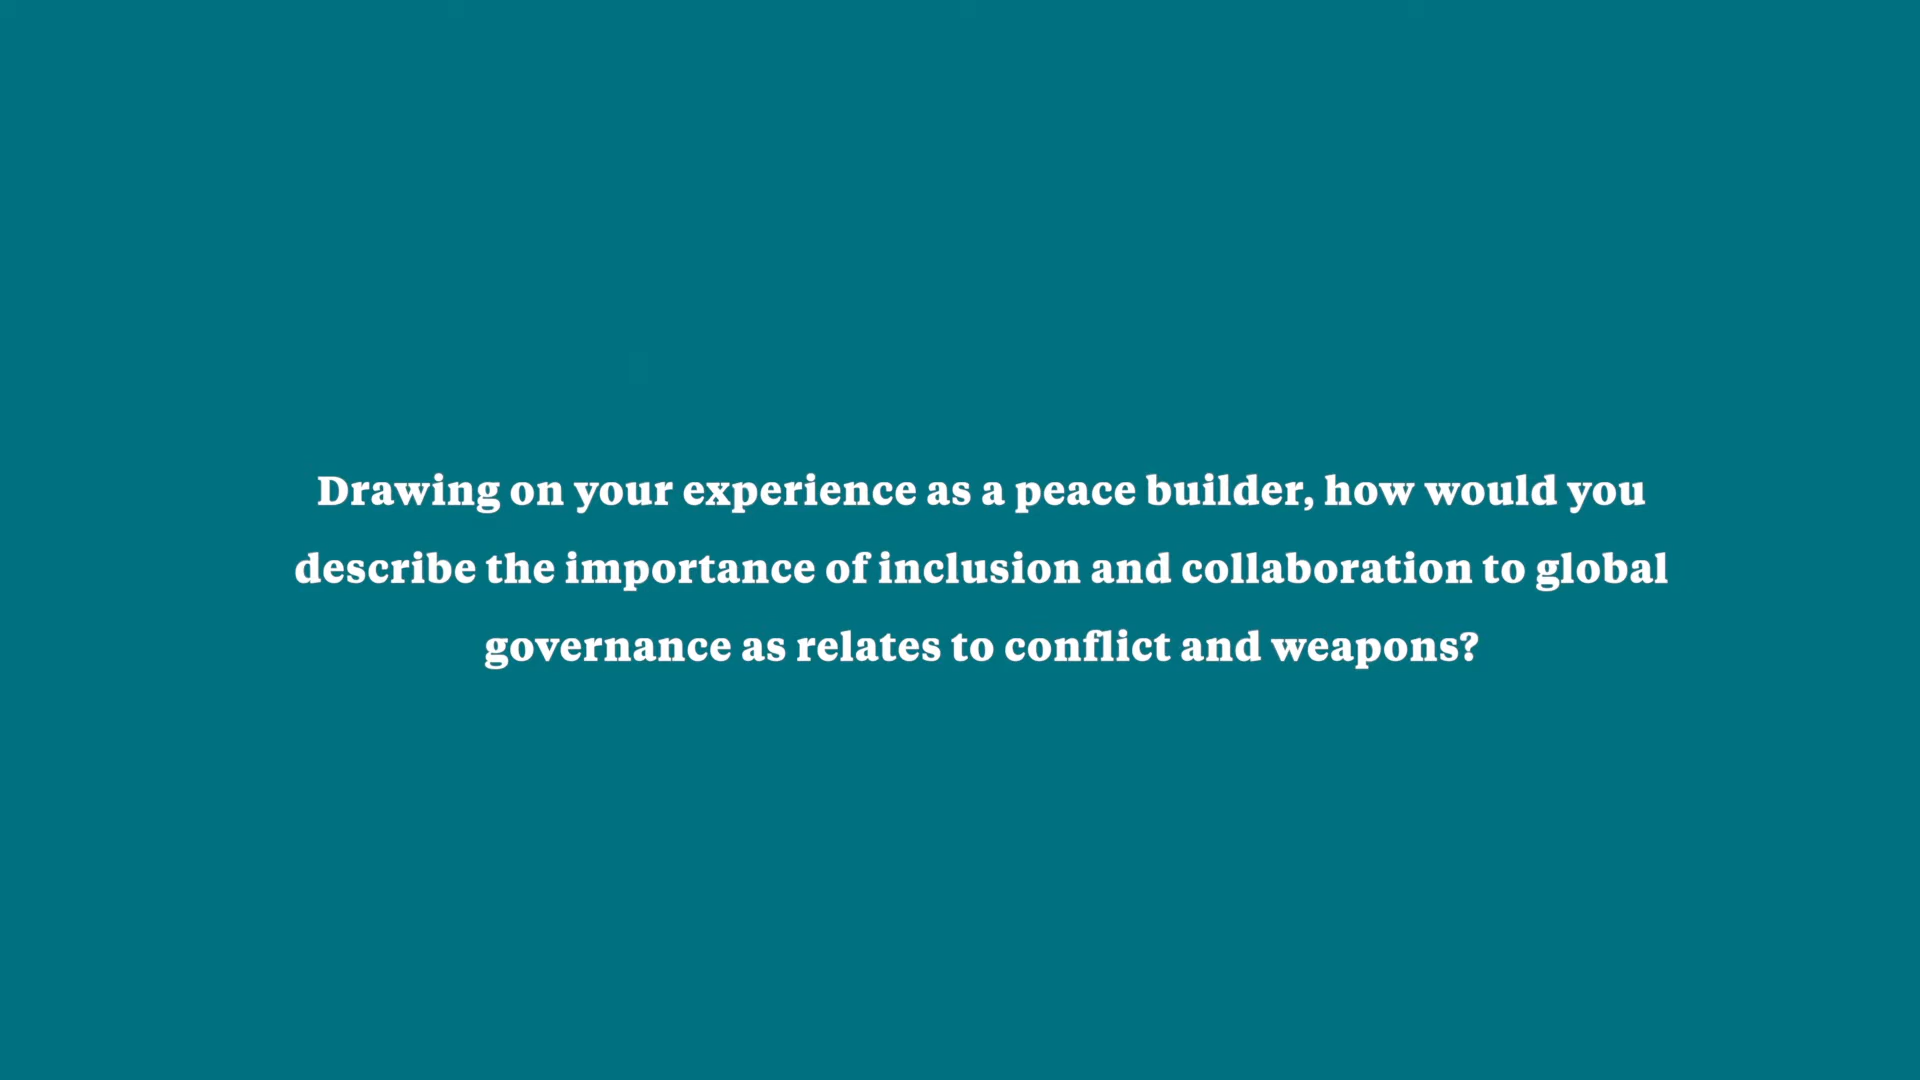 Drawing on your experience as a peace builder, how would you
describe the importance of inclusion and collaboration to global
governance as relates to conflict and weapons?